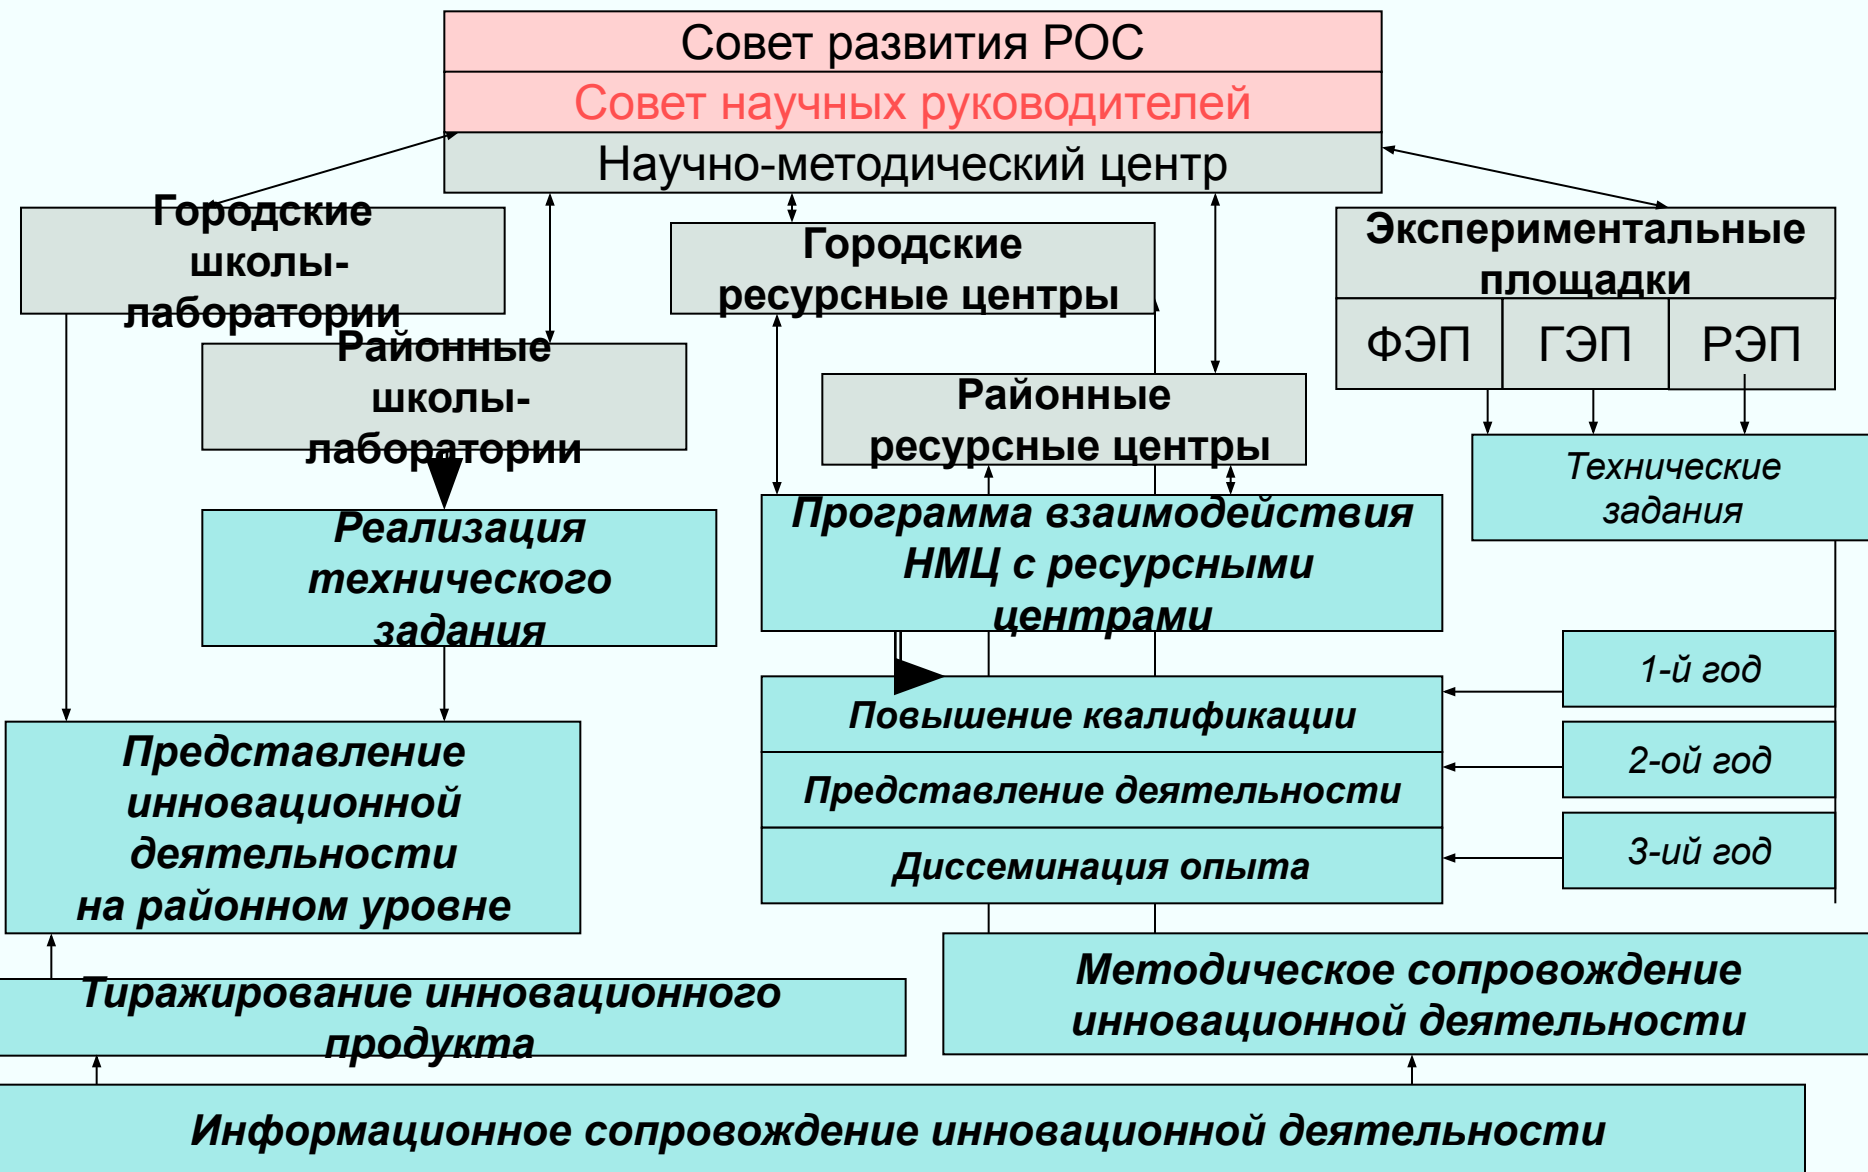 Совет развития РОС
Совет научных руководителей
Научно-методический центр
Городские
школы-
лаборатории
Районные
школы-
лаборатории
Городские
ресурсные центры
Районные
ресурсные центры
Экспериментальные
площадки
ФЭП
ГЭП
РЭП
Технические
задания
Реализация
технического
задания
Программа взаимодействия
НМЦ с ресурсными
центрами
1-й год
2-ой год
3-ий год
Повышение квалификации
Представление деятельности
Диссеминация опыта
Представление
инновационной
деятельности
на районном уровне
Тиражирование инновационного
продукта
Методическое сопровождение
инновационной деятельности
Информационное сопровождение инновационной деятельности